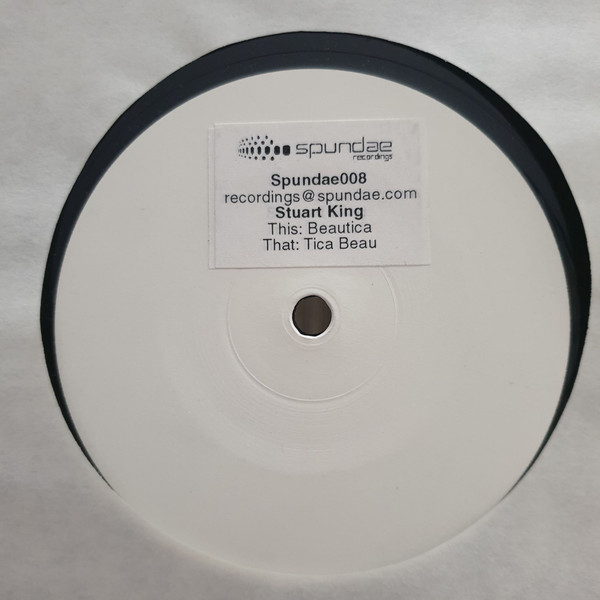 spundae
recordings
Spundae008
recordings@spundae.com
Stuart King
This: Beautica
That: Tica Beau